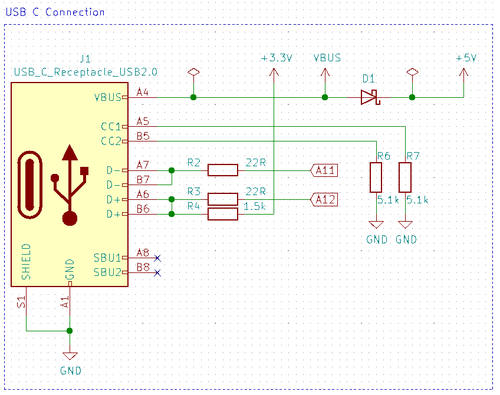 USB C Connection
J1
USB_C_Receptacle_USB2.0
+3.3V
VBUS
D1
+5V
VBUS
A4
CC1
A5
CC2
B5
D-
A7
R2
22R
A11
D-
B7
D+
A6
R3
22R
A12
D+
B6
R4
1.5k
R6
R7
5.1k
5.1k
GND
GND
SBU1
A8
SBU2
B8
SHIELD
GND
S1
A1
GND